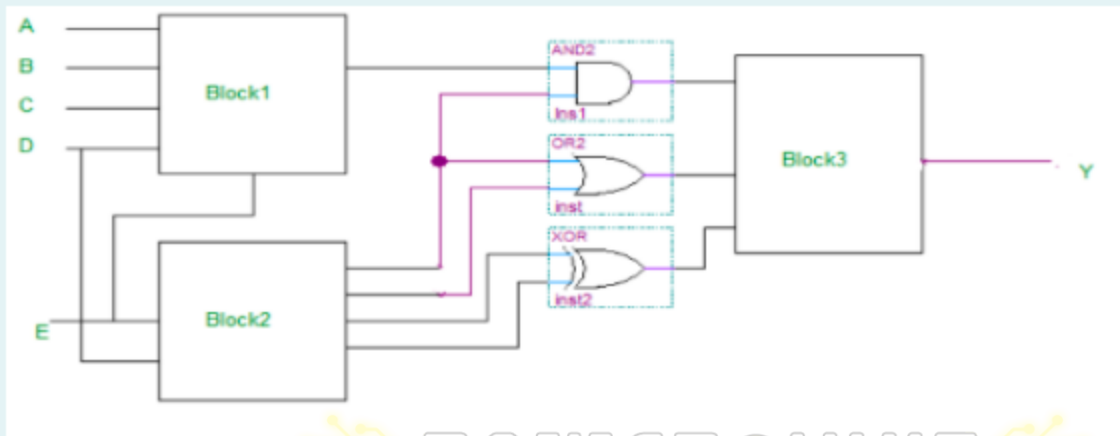 A
B
C
D
Block1
AND2
Ins1
OR2
inst
Block3
Y
XOR
inst2
E
Block2